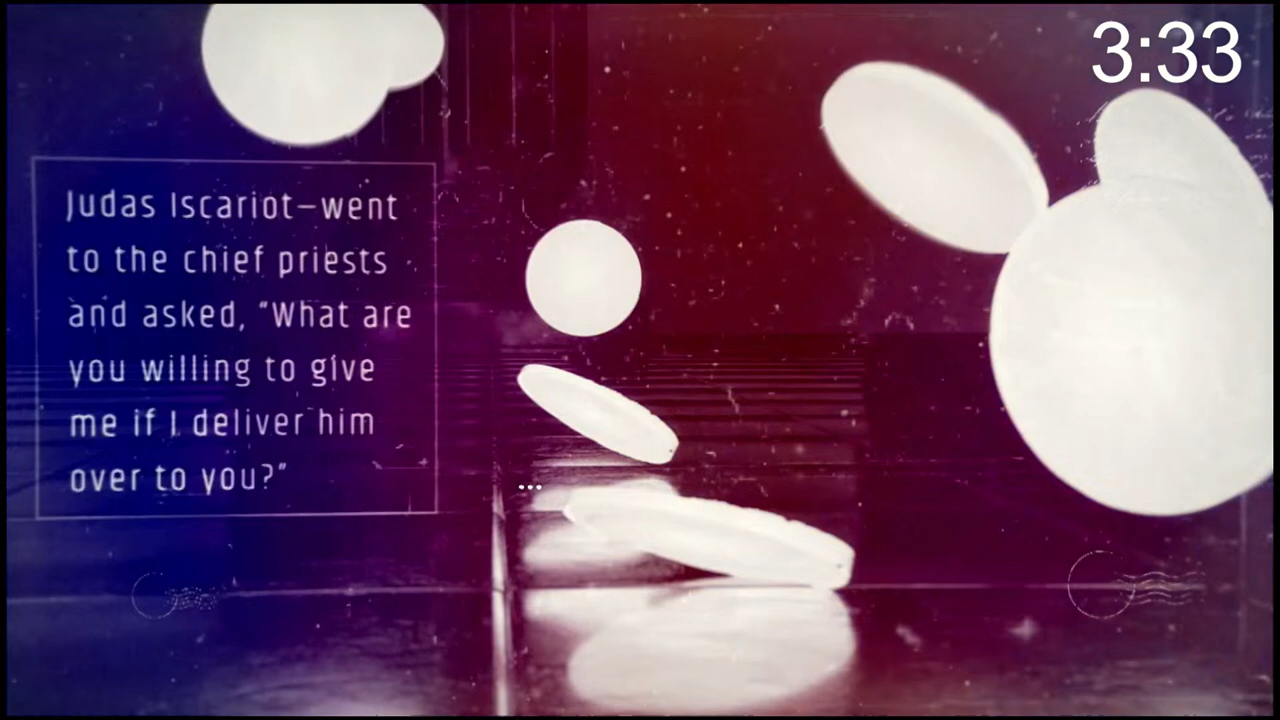 3:33
Judas Iscariot—went
to the chief priests
and asked, “What are
you willing to give
me if I deliver him
over to you?”
...